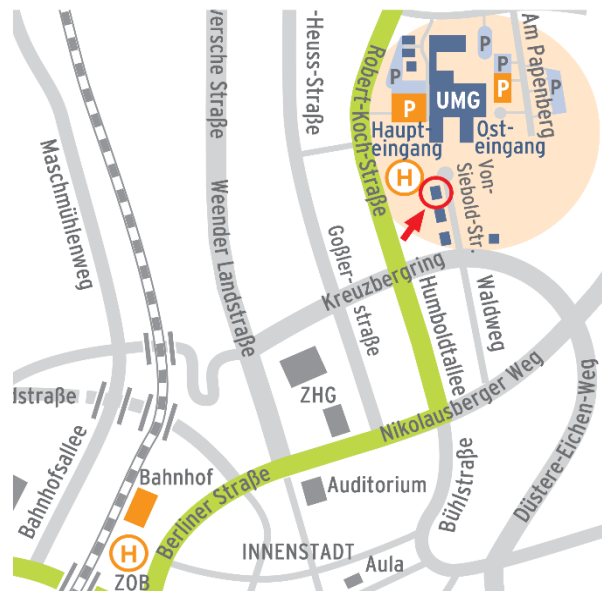 versche Straße
-Heuss-Straße
Robert-Koch-Straße
P
P
P
P
P
P
UMG
Am Papenberg
Haupt-
eingang
Ost-
eingang
H
Von-
Siebold-Str.
Maschmühlenweg
Weender Landstraße
Goßler-
straße
Kreuzbergring
Humboldtallee
Waldweg
ZHG
Nikolausberger Weg
dstraße
Bahnhofsallee
Bahnhof
Berliner Straße
Auditorium
Bühlstraße
Düstere-Eichen-Weg
H
ZOB
INNENSTADT
Aula